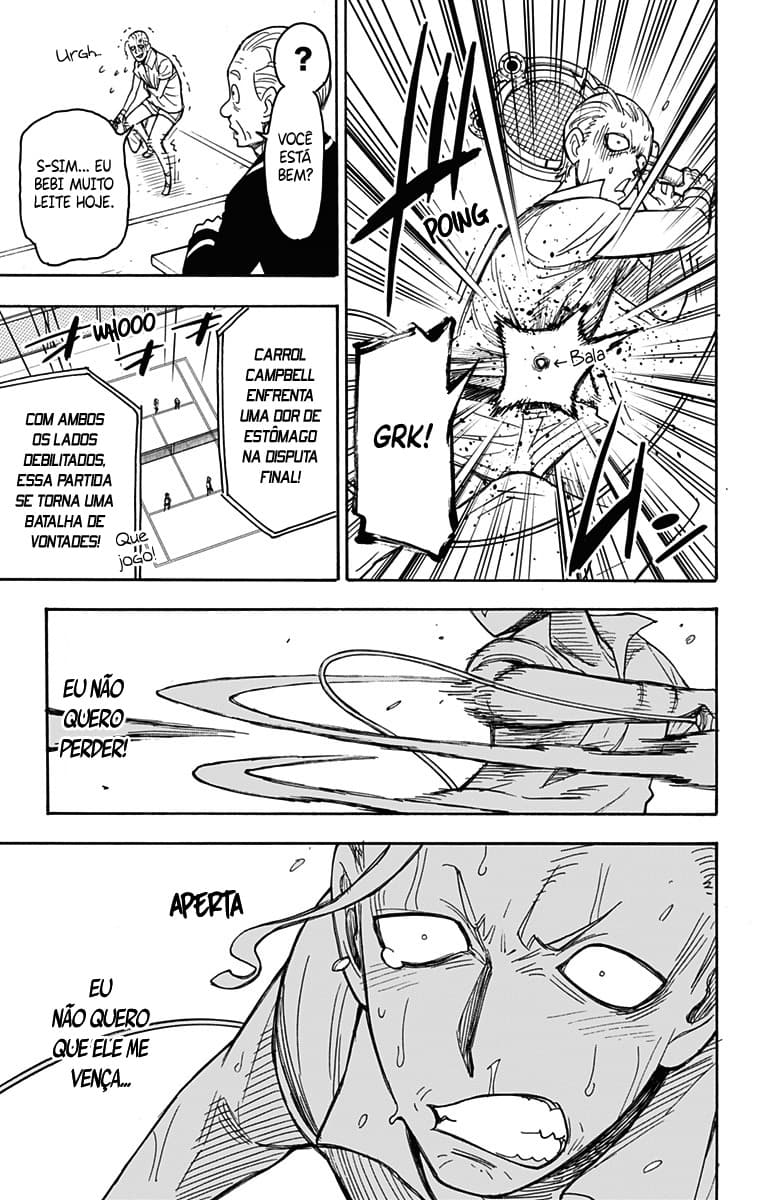 POING
Bala
GRK!
?
VOCÊ
ESTÁ
BEM?
Urgh..
S-SIM... EU
BEBI MUITO
LEITE HOJE.
UAIOOO
CARROL
CAMPBELL
ENFRENTA
UMA DOR DE
ESTÔMAGO
NA DISPUTA
FINAL!
COM AMBOS
OS LADOS
DEBILITADOS,
ESSA PARTIDA
SE TORNA UMA
BATALHA DE
VONTADES!
Que
jogo!
EU NÃO
QUERO
PERDER!
APERTA
EU
NÃO QUERO
QUE ELE ME
VENÇA...